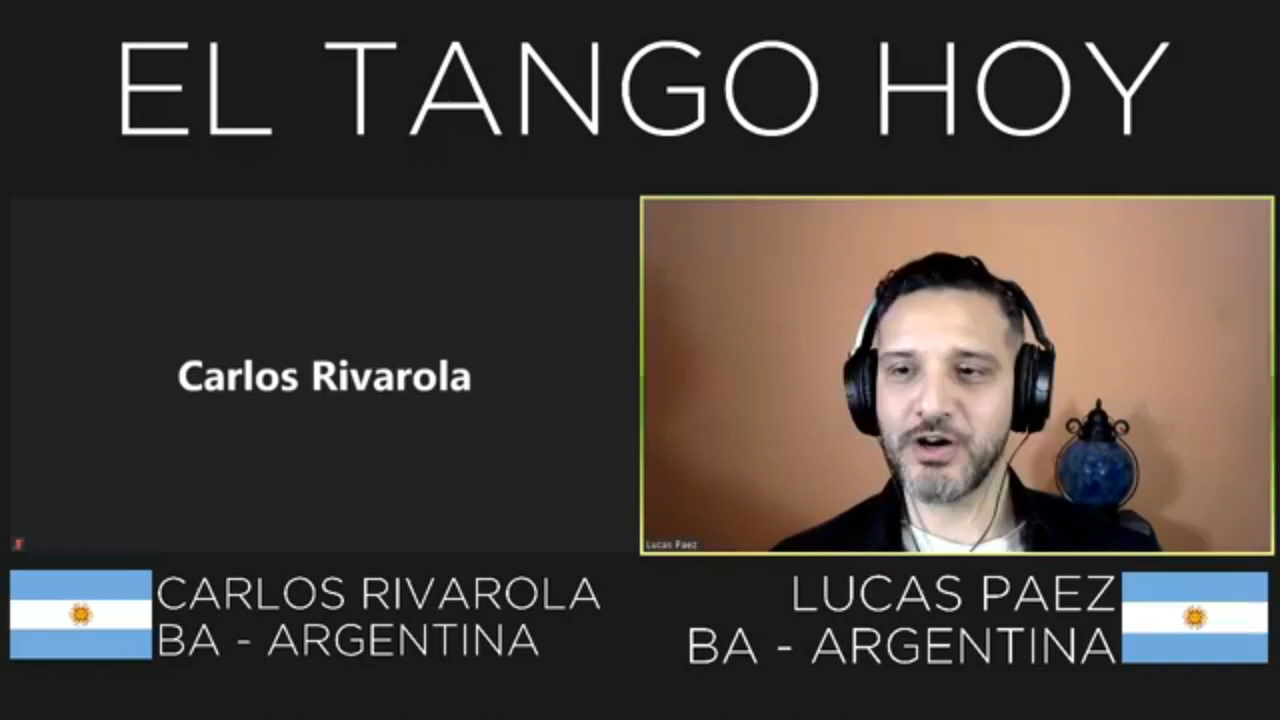 EL TANGO HOY
Carlos Rivarola
Lucas Paez
CARLOS RIVAROLA
BA - ARGENTINA
LUCAS PAEZ
BA - ARGENTINA